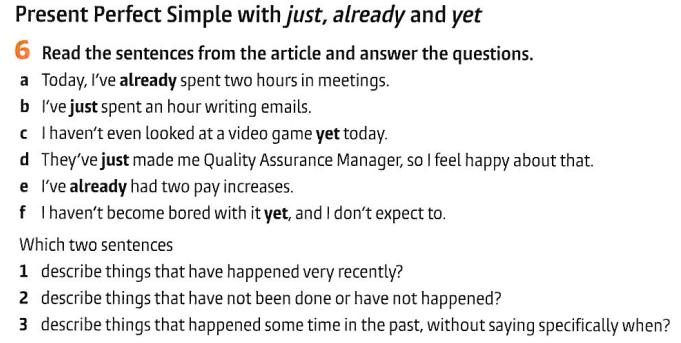 Present Perfect Simple with just, already and yet
6 Read the sentences from the article and answer the questions.
a Today, I've already spent two hours in meetings.
b I've just spent an hour writing emails.
c I haven't even looked at a video game yet today.
d They've just made me Quality Assurance Manager, so I feel happy about that.
e I've already had two pay increases.
f I haven't become bored with it yet, and I don't expect to.
Which two sentences
1 describe things that have happened very recently?
2 describe things that have not been done or have not happened?
3 describe things that happened some time in the past, without saying specifically when?